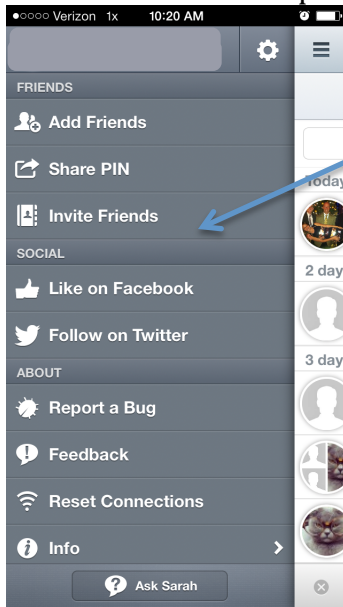 Verizon 1x 10:20 AM
FRIENDS
Add Friends
Share PIN
Today
Invite Friends
SOCIAL
2 day
Like on Facebook
Follow on Twitter
3 day
ABOUT
Report a Bug
Feedback
Reset Connections
Info
Ask Sarah